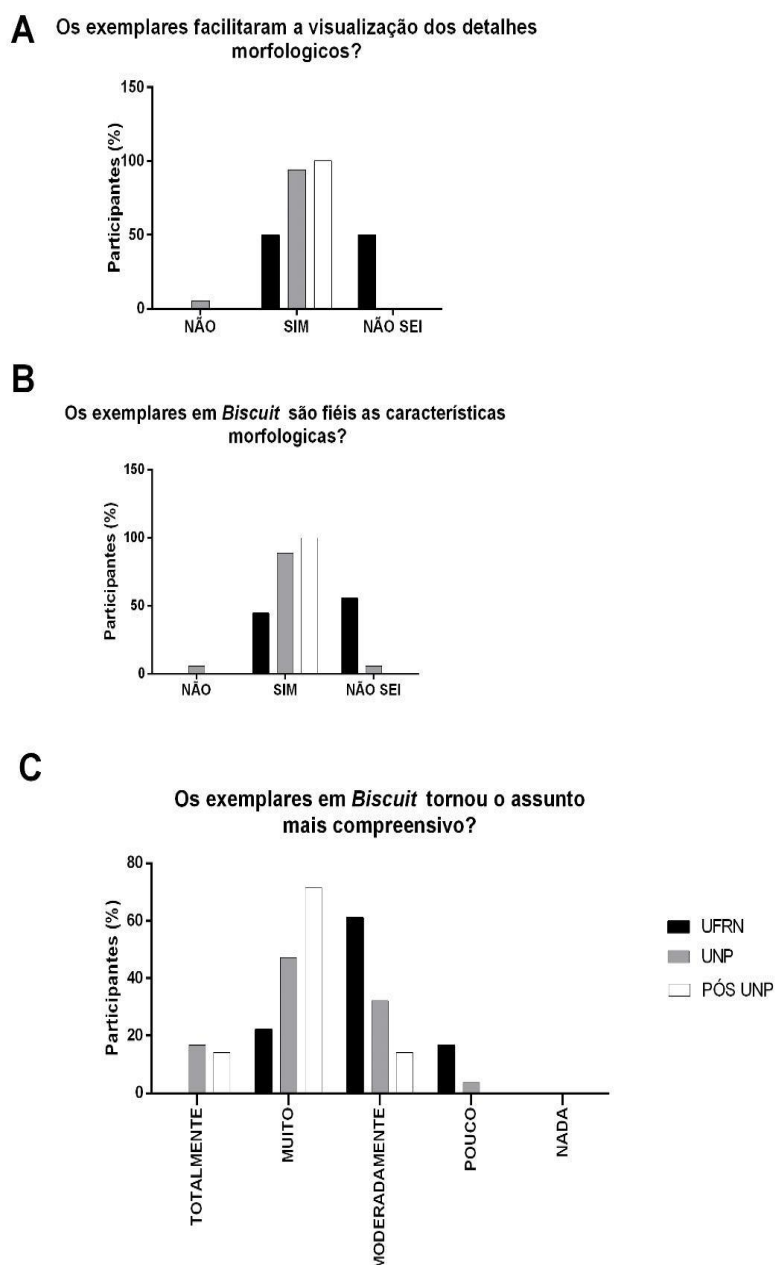 A
Os exemplares facilitaram a visualização dos detalhes
morfologicos?
Participantes (%)
150
100
50
0
NÃO
SIM
NÃO SEI
B
Os exemplares em Biscuit são fiéis as características
morfologicas?
Participantes (%)
150
100
50
0
NÃO
SIM
NÃO SEI
C
Os exemplares em Biscuit tornou o assunto
mais compreensivo?
Participantes (%)
80
60
40
20
0
TOTALMENTE
MUITO
MODERADAMENTE
POUCO
NADA
UFRN
UNP
PÓS UNP